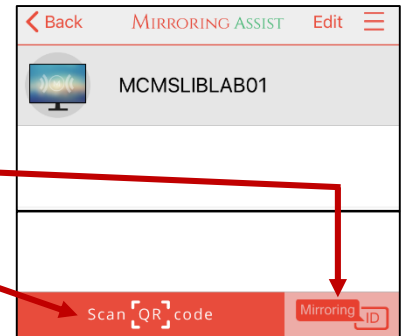 Back MIRRORING ASSIST Edit
MCMSLIBLAB01
Scan QR code
Mirroring ID